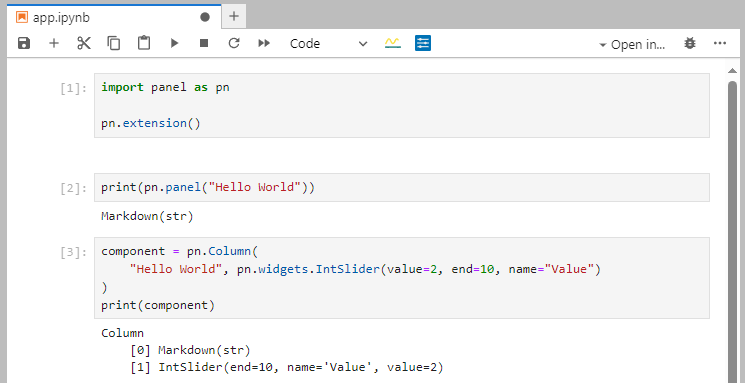 app.ipynb
Code
Open in...
[1]:
import panel as pn
pn.extension()
[2]:
print(pn.panel("Hello World"))
Markdown(str)
[3]:
component = pn.Column(
    "Hello World", pn.widgets.IntSlider(value=2, end=10, name="Value")
)
print(component)
Column
    [0] Markdown(str)
    [1] IntSlider(end=10, name='Value', value=2)